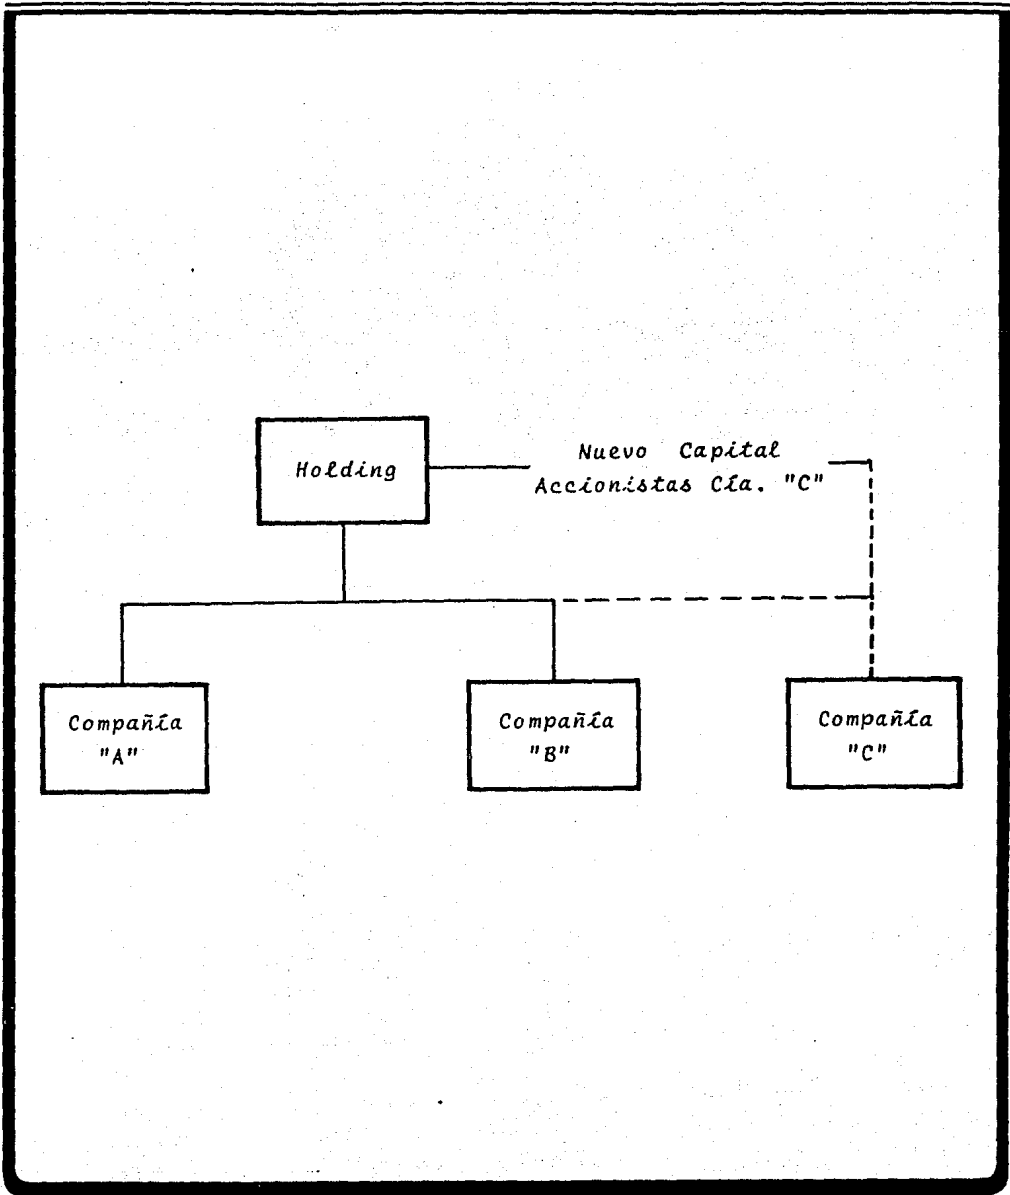 Holding
Nuevo Capital
Accionistas Cía. "C"
Compañía
"A"
Compañía
"B"
Compañía
"C"